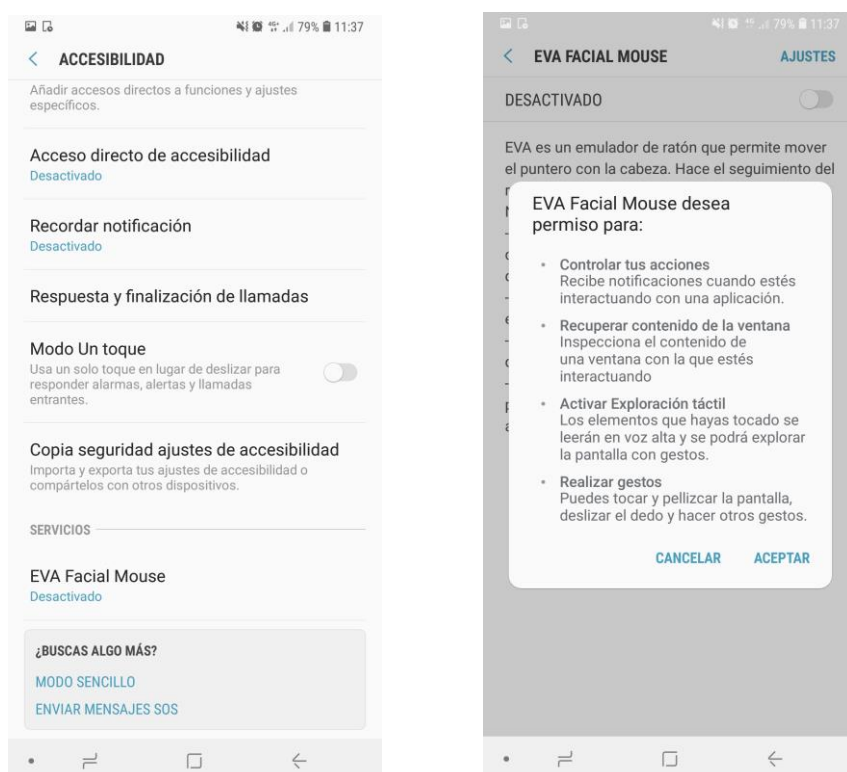 79% 11:37
ACCESIBILIDAD
Añadir accesos directos a funciones y ajustes
específicos.
Acceso directo de accesibilidad
Desactivado
Recordar notificación
Desactivado
Respuesta y finalización de llamadas
Modo Un toque
Usa un solo toque en lugar de deslizar para
responder alarmas, alertas y llamadas
entrantes.
Copia seguridad ajustes de accesibilidad
Importa y exporta tus ajustes de accesibilidad o
compártelos con otros dispositivos.
SERVICIOS
EVA Facial Mouse
Desactivado
¿BUSCAS ALGO MÁS?
MODO SENCILLO
ENVIAR MENSAJES SOS
79% 11:37
EVA FACIAL MOUSE AJUSTES
DESACTIVADO
EVA es un emulador de ratón que permite mover
el puntero con la cabeza. Hace el seguimiento del
EVA Facial Mouse desea
permiso para:
• Controlar tus acciones
Recibe notificaciones cuando estés
interactuando con una aplicación.
• Recuperar contenido de la ventana
Inspecciona el contenido de
una ventana con la que estés
interactuando
• Activar Exploración táctil
Los elementos que hayas tocado se
leerán en voz alta y se podrá explorar
la pantalla con gestos.
• Realizar gestos
Puedes tocar y pellizcar la pantalla,
deslizar el dedo y hacer otros gestos.
CANCELAR ACEPTAR